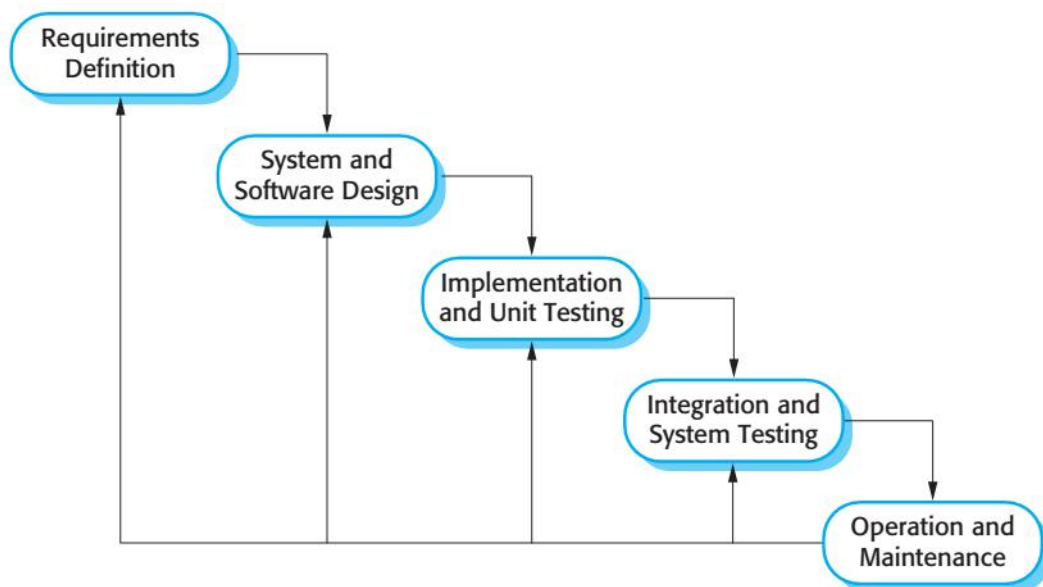 Requirements
Definition
System and
Software Design
Implementation
and Unit Testing
Integration and
System Testing
Operation and
Maintenance